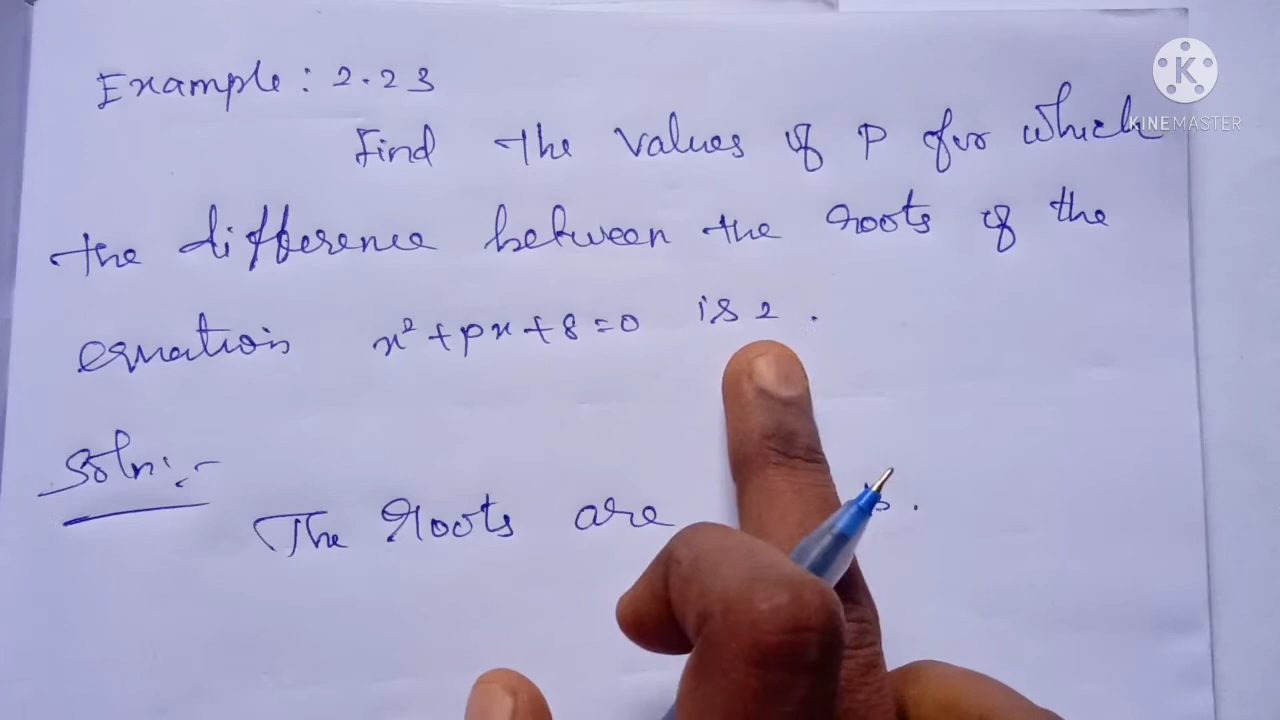 Example: 2.23
Find the values of P for which
the difference between the roots of the
equation x² + px + 8 = 0 is 2.
Soln:-
The roots are
KINEMASTER